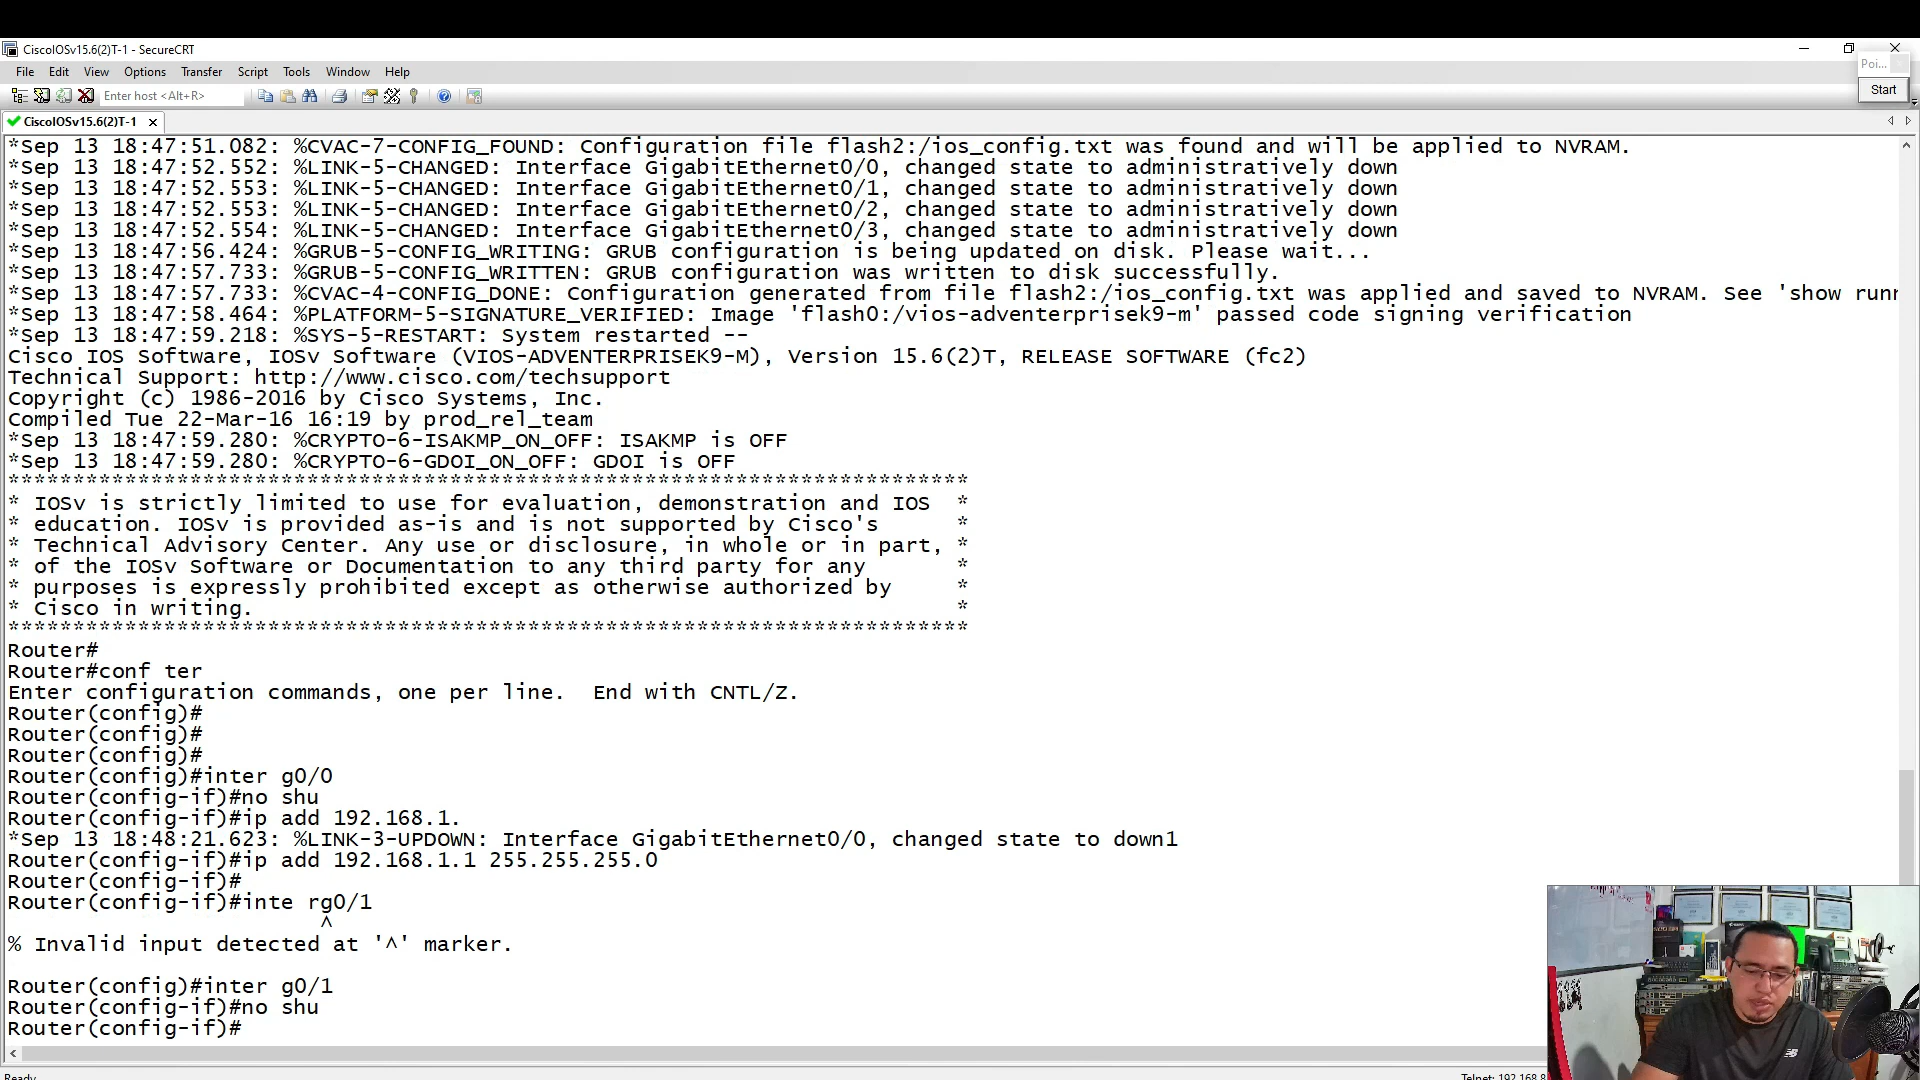 CiscoIOSv15.6(2)T-1 - SecureCRT
Poi...
File Edit View Options Transfer Script Tools Window Help
Enter host <Alt+R>
Start
CiscoIOSv15.6(2)T-1
*Sep 13 18:47:51.082: %CVAC-7-CONFIG_FOUND: Configuration file flash2:/ios_config.txt was found and will be applied to NVRAM.
*Sep 13 18:47:52.552: %LINK-5-CHANGED: Interface GigabitEthernet0/0, changed state to administratively down
*Sep 13 18:47:52.553: %LINK-5-CHANGED: Interface GigabitEthernet0/1, changed state to administratively down
*Sep 13 18:47:52.553: %LINK-5-CHANGED: Interface GigabitEthernet0/2, changed state to administratively down
*Sep 13 18:47:52.554: %LINK-5-CHANGED: Interface GigabitEthernet0/3, changed state to administratively down
*Sep 13 18:47:56.424: %GRUB-5-CONFIG_WRITING: GRUB configuration is being updated on disk. Please wait...
*Sep 13 18:47:57.733: %GRUB-5-CONFIG_WRITTEN: GRUB configuration was written to disk successfully.
*Sep 13 18:47:57.733: %CVAC-4-CONFIG_DONE: Configuration generated from file flash2:/ios_config.txt was applied and saved to NVRAM. See 'show runn
*Sep 13 18:47:58.464: %PLATFORM-5-SIGNATURE_VERIFIED: Image 'flash0:/vios-adventerprisek9-m' passed code signing verification
*Sep 13 18:47:59.218: %SYS-5-RESTART: System restarted --
Cisco IOS Software, IOSv Software (VIOS-ADVENTERPRISEK9-M), Version 15.6(2)T, RELEASE SOFTWARE (fc2)
Technical Support: http://www.cisco.com/techsupport
Copyright (c) 1986-2016 by Cisco Systems, Inc.
Compiled Tue 22-Mar-16 16:19 by prod_rel_team
*Sep 13 18:47:59.280: %CRYPTO-6-ISAKMP_ON_OFF: ISAKMP is OFF
*Sep 13 18:47:59.280: %CRYPTO-6-GDOI_ON_OFF: GDOI is OFF
**************************************************************************
* IOSv is strictly limited to use for evaluation, demonstration and IOS *
* education. IOSv is provided as-is and is not supported by Cisco's *
* Technical Advisory Center. Any use or disclosure, in whole or in part, *
* of the IOSv Software or Documentation to any third party for any *
* purposes is expressly prohibited except as otherwise authorized by *
* Cisco in writing. *
**************************************************************************
Router#
Router#conf ter
Enter configuration commands, one per line. End with CNTL/Z.
Router(config)#
Router(config)#
Router(config)#
Router(config)#inter g0/0
Router(config-if)#no shu
Router(config-if)#ip add 192.168.1.
*Sep 13 18:48:21.623: %LINK-3-UPDOWN: Interface GigabitEthernet0/0, changed state to down1
Router(config-if)#ip add 192.168.1.1 255.255.255.0
Router(config-if)#
Router(config-if)#inte rg0/1
^
% Invalid input detected at '^' marker.
Router(config)#inter g0/1
Router(config-if)#no shu
Router(config-if)#
Ready
Telnet: 192.168.8